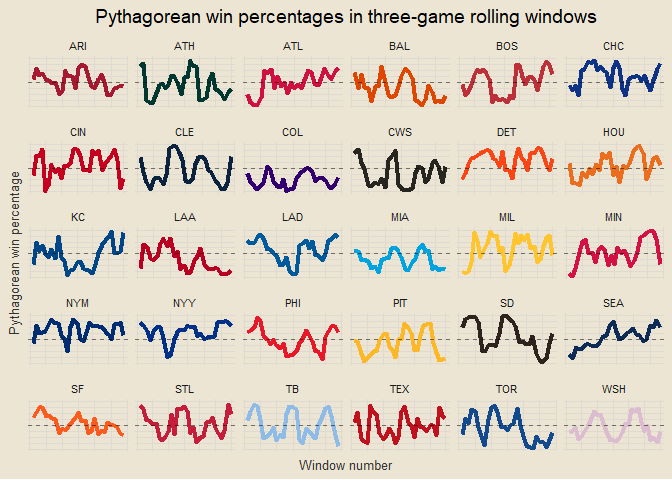 Pythagorean win percentages in three-game rolling windows
ARI ATH ATL BAL BOS CHC
CIN CLE COL CWS DET HOU
KC LAA LAD MIA MIL MIN
NYM NYY PHI PIT SD SEA
SF STL TB TEX TOR WSH
Pythagorean win percentage
Window number